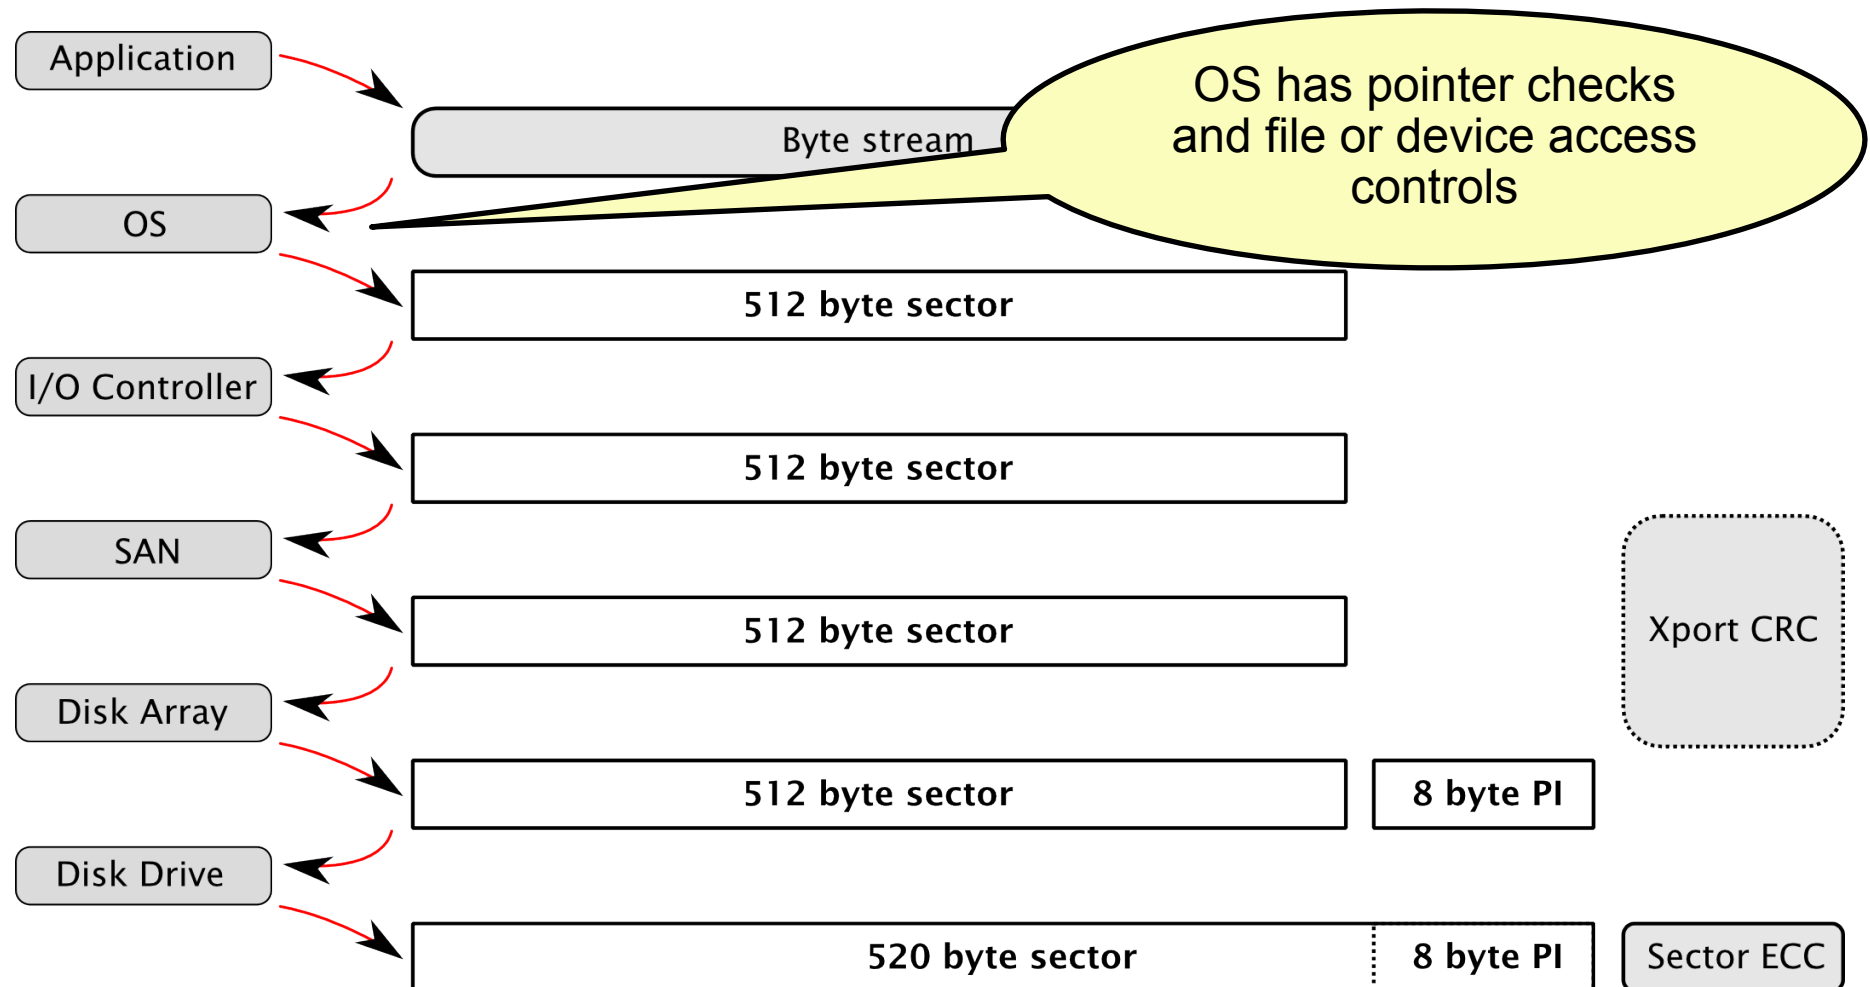 Application
OS has pointer checks
and file or device access
controls
Byte stream
OS
512 byte sector
I/O Controller
512 byte sector
SAN
512 byte sector
Xport CRC
Disk Array
512 byte sector
8 byte PI
Disk Drive
520 byte sector
8 byte PI
Sector ECC